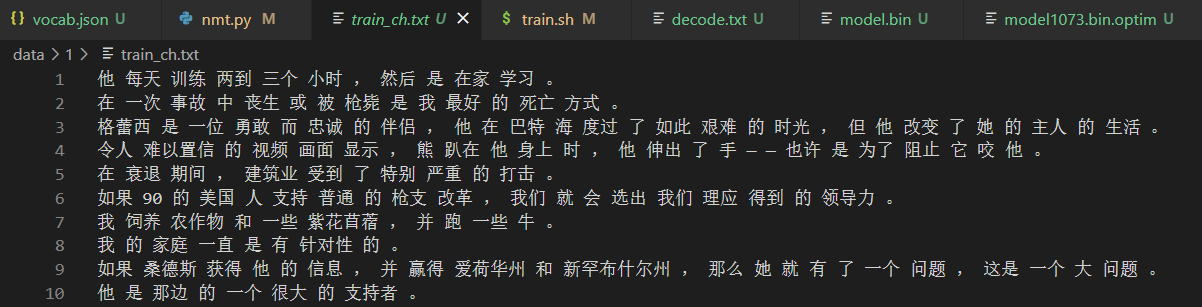 vocab.json U nmt.py M train_ch.txt U train.sh M decode.txt U model.bin U model1073.bin.optim U
data > 1 > train_ch.txt
1 他 每天 训练 两到 三个 小时 ， 然后 是 在家 学习 。
2 在 一次 事故 中 丧生 或 被 枪毙 是 我 最好 的 死亡 方式 。
3 格蕾西 是 一位 勇敢 而 忠诚 的 伴侣 ， 他 在 巴特 海 度过 了 如此 艰难 的 时光 ， 但 他 改变 了 她 的 主人 的 生活 。
4 令人 难以置信 的 视频 画面 显示 ， 熊 趴在 他 身上 时 ， 他 伸出 了 手 — — 也许 是 为了 阻止 它 咬 他 。
5 在 衰退 期间 ， 建筑业 受到 了 特别 严重 的 打击 。
6 如果 90 的 美国 人 支持 普通 的 枪支 改革 ， 我们 就 会 选出 我们 理应 得到 的 领导力 。
7 我 饲养 农作物 和 一些 紫花苜蓿 ， 并 跑 一些 牛 。
8 我 的 家庭 一直 是 有 针对性 的 。
9 如果 桑德斯 获得 他 的 信息 ， 并 赢得 爱荷华州 和 新罕布什尔州 ， 那么 她 就 有 了 一个 问题 ， 这是 一个 大 问题 。
10 他 是 那边 的 一个 很大 的 支持者 。